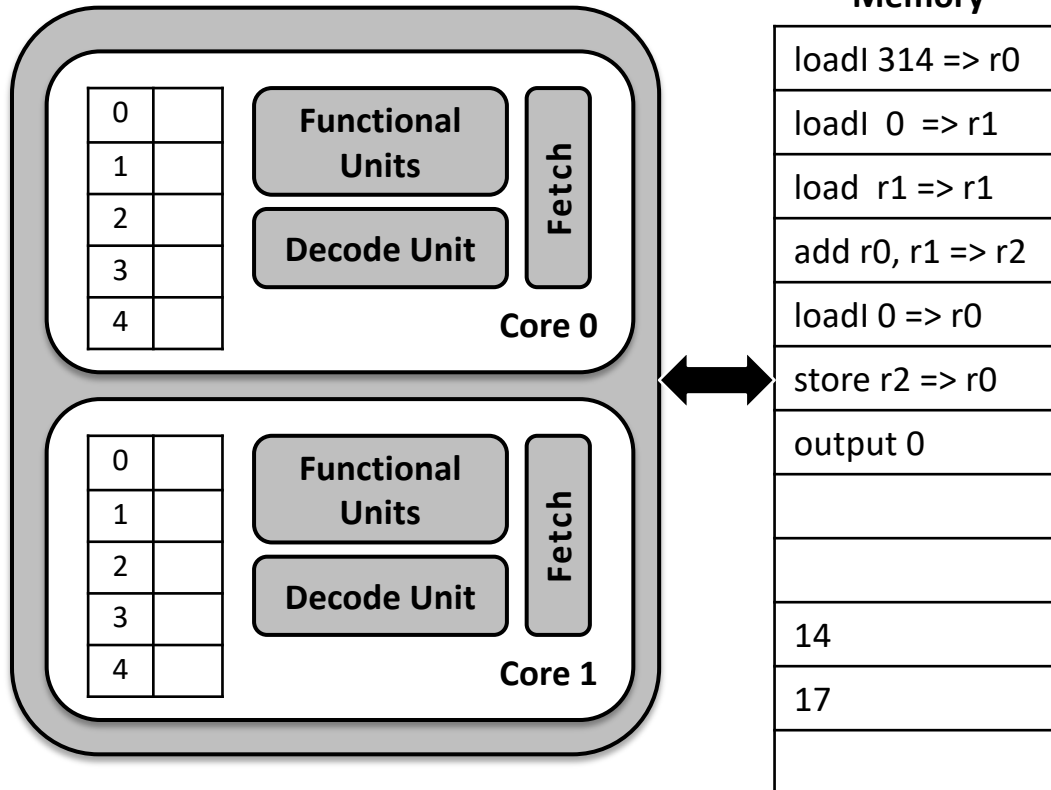 0
1
2
3
4
Functional
Units
Decode Unit
Fetch
Core 0
0
1
2
3
4
Functional
Units
Decode Unit
Fetch
Core 1
Memory
loadI 314 => r0
loadI  0  => r1
load  r1 => r1
add r0, r1 => r2
loadI 0 => r0
store r2 => r0
output 0
14
17